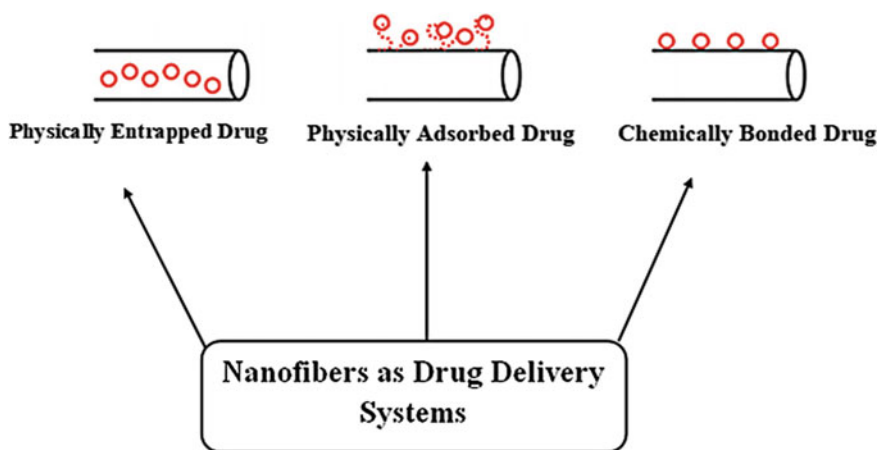 Physically Entrapped Drug
Physically Adsorbed Drug
Chemically Bonded Drug
Nanofibers as Drug Delivery
Systems